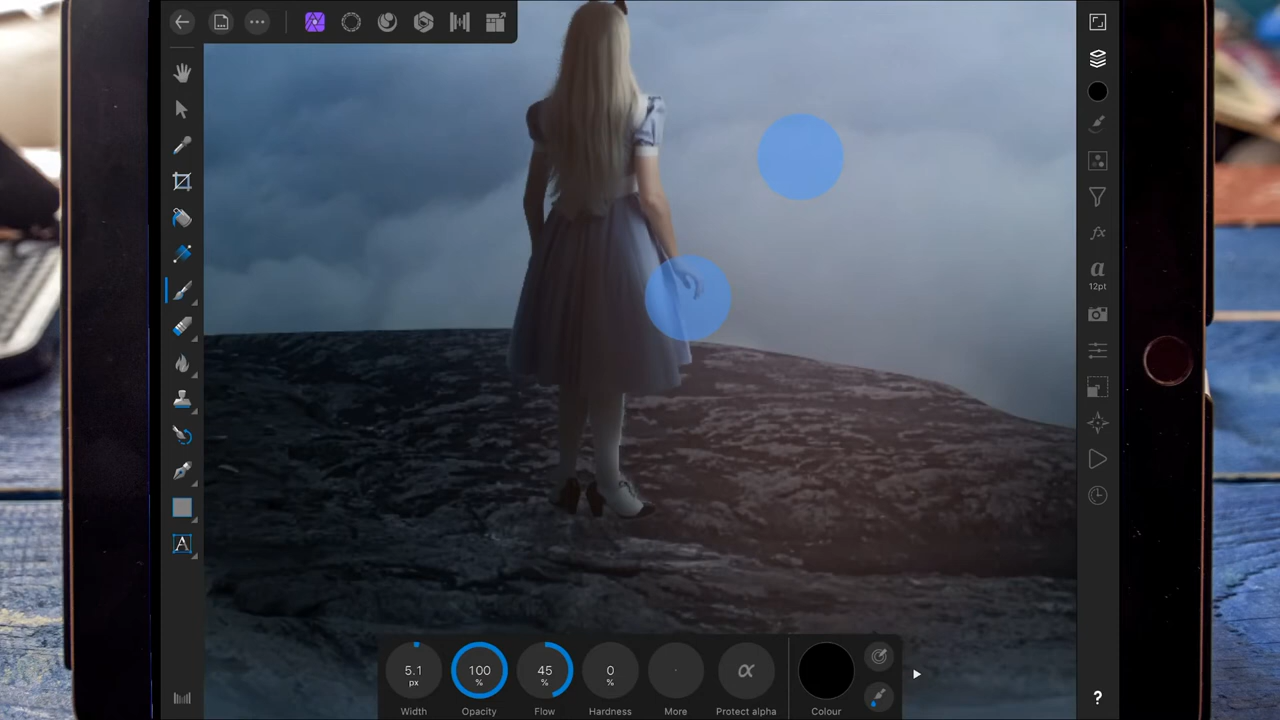 12pt
5.1
px
100
%
45
%
0
%
Width
Opacity
Flow
Hardness
More
Protect alpha
Colour
?